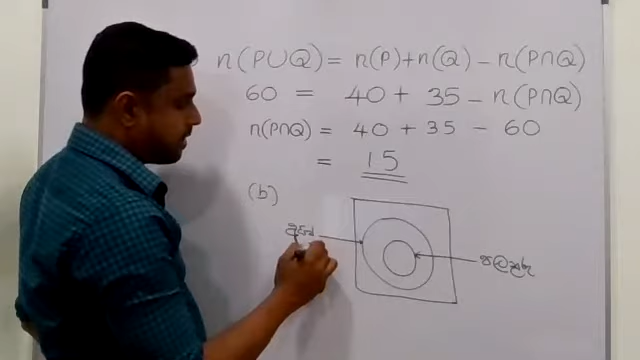 n(P∪Q) = n(P)+n(Q) - n(P∩Q)
60 = 40 + 35 - n(P∩Q)
n(P∩Q) = 40 + 35 - 60
= 15
(b)